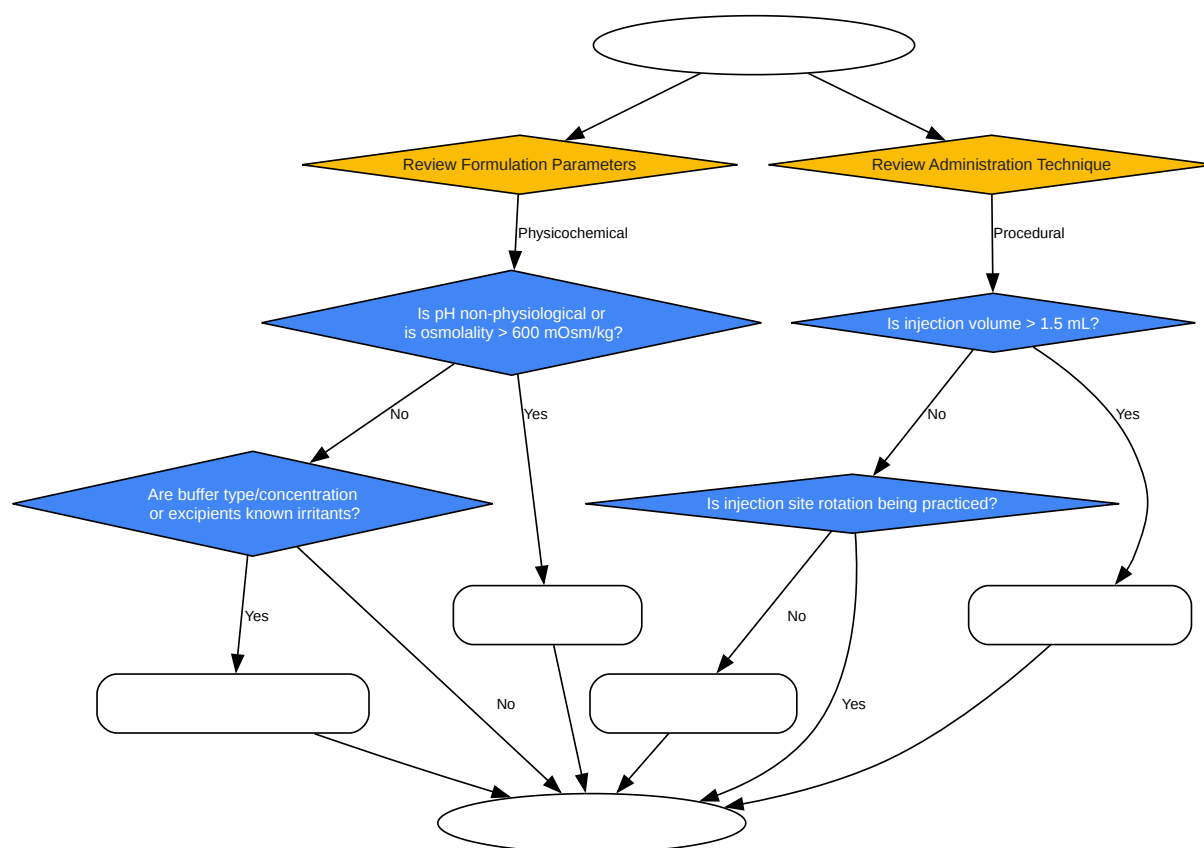 Review Formulation Parameters
Review Administration Technique
Physicochemical
Procedural
Is pH non-physiological or
is osmolality > 600 mOsm/kg?
Is injection volume > 1.5 mL?
No
Yes
No
Yes
Are buffer type/concentration
or excipients known irritants?
Is injection site rotation being practiced?
Yes
No
No
Yes